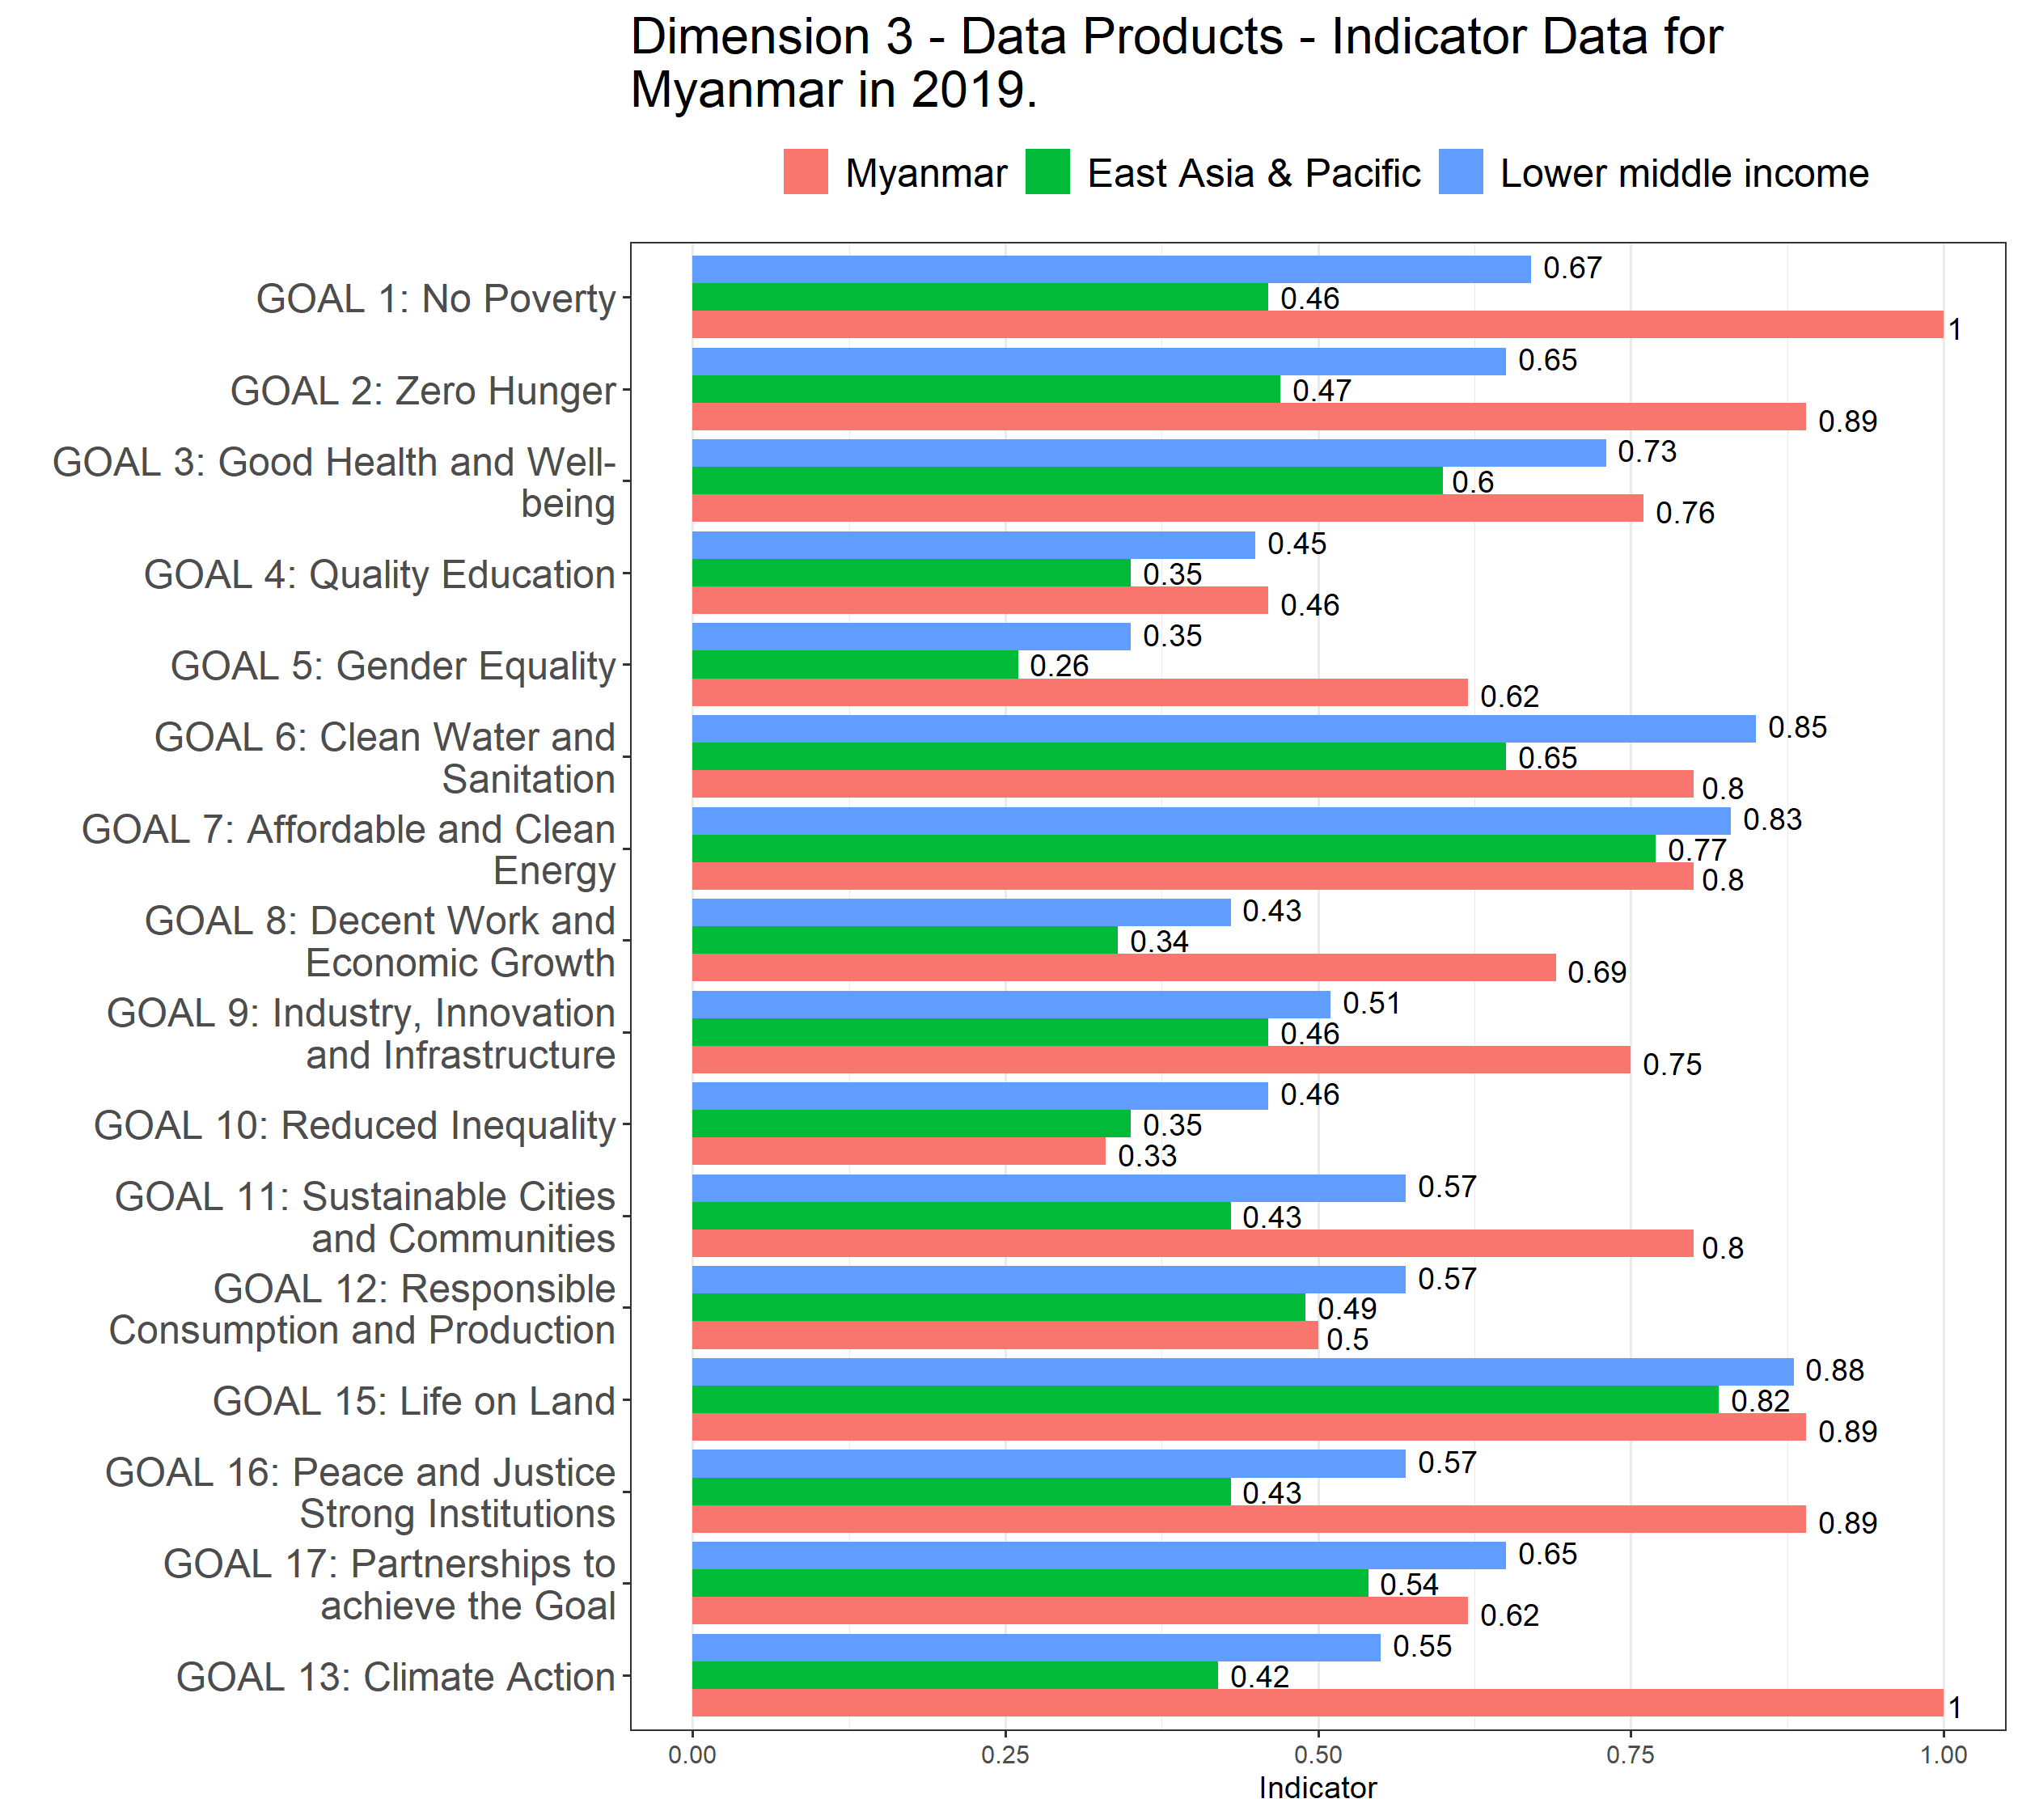 Dimension 3 - Data Products - Indicator Data for
Myanmar in 2019.
Myanmar East Asia & Pacific Lower middle income
GOAL 1: No Poverty
0.67
0.46
1
GOAL 2: Zero Hunger
0.65
0.47
0.89
GOAL 3: Good Health and Well-
being
0.73
0.6
0.76
GOAL 4: Quality Education
0.45
0.35
0.46
GOAL 5: Gender Equality
0.35
0.26
0.62
GOAL 6: Clean Water and
Sanitation
0.85
0.65
0.8
GOAL 7: Affordable and Clean
Energy
0.83
0.77
0.8
GOAL 8: Decent Work and
Economic Growth
0.43
0.34
0.69
GOAL 9: Industry, Innovation
and Infrastructure
0.51
0.46
0.75
GOAL 10: Reduced Inequality
0.46
0.35
0.33
GOAL 11: Sustainable Cities
and Communities
0.57
0.43
0.8
GOAL 12: Responsible
Consumption and Production
0.57
0.49
0.5
GOAL 15: Life on Land
0.88
0.82
0.89
GOAL 16: Peace and Justice
Strong Institutions
0.57
0.43
0.89
GOAL 17: Partnerships to
achieve the Goal
0.65
0.54
0.62
GOAL 13: Climate Action
0.55
0.42
1
0.00 0.25 0.50 0.75 1.00
Indicator